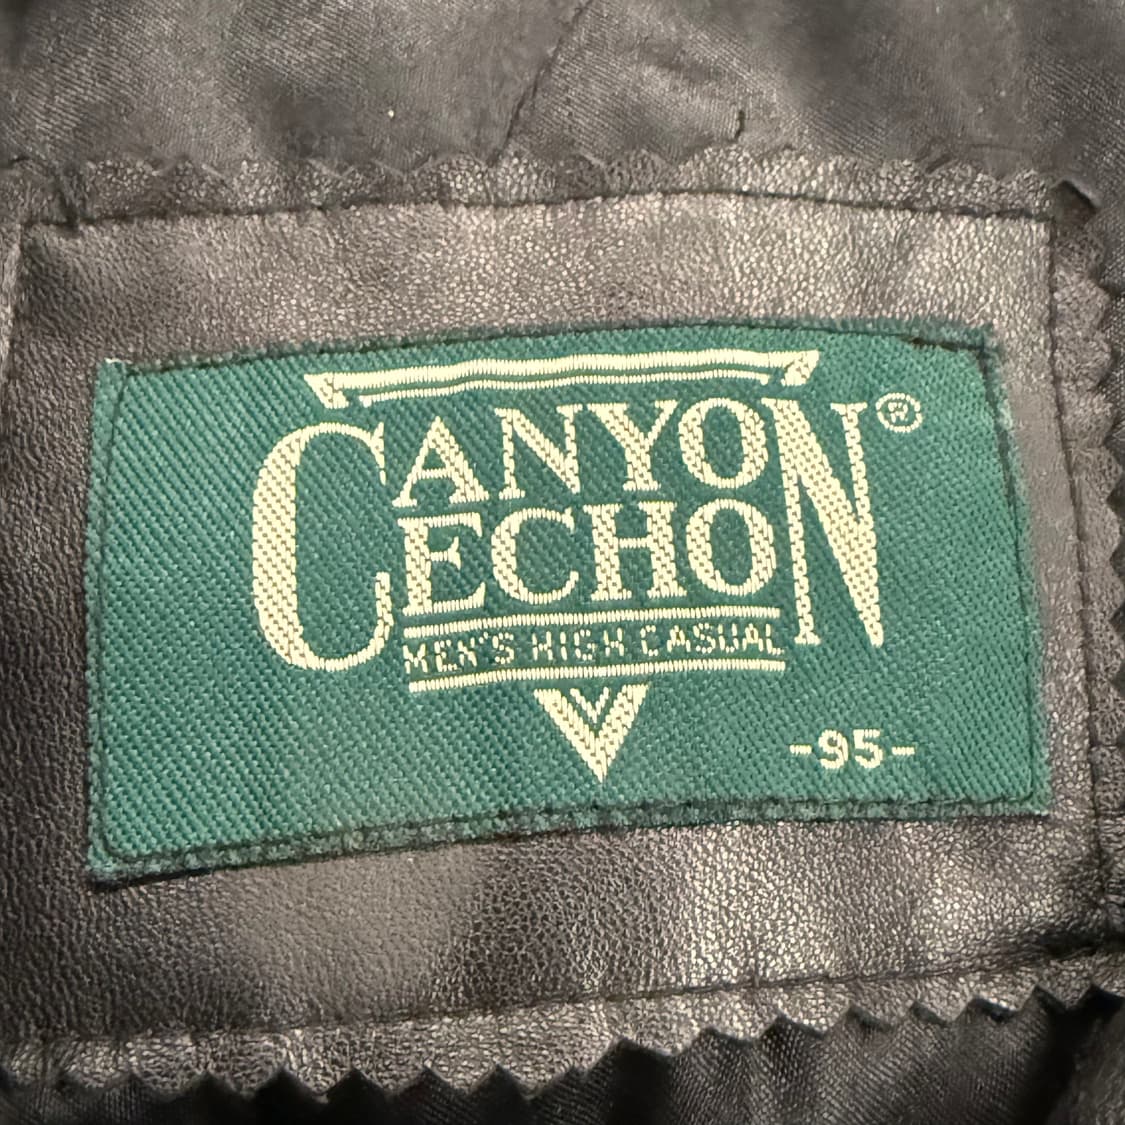 CANYON®
ECHO
MEN'S HIGH CASUAL
-95-